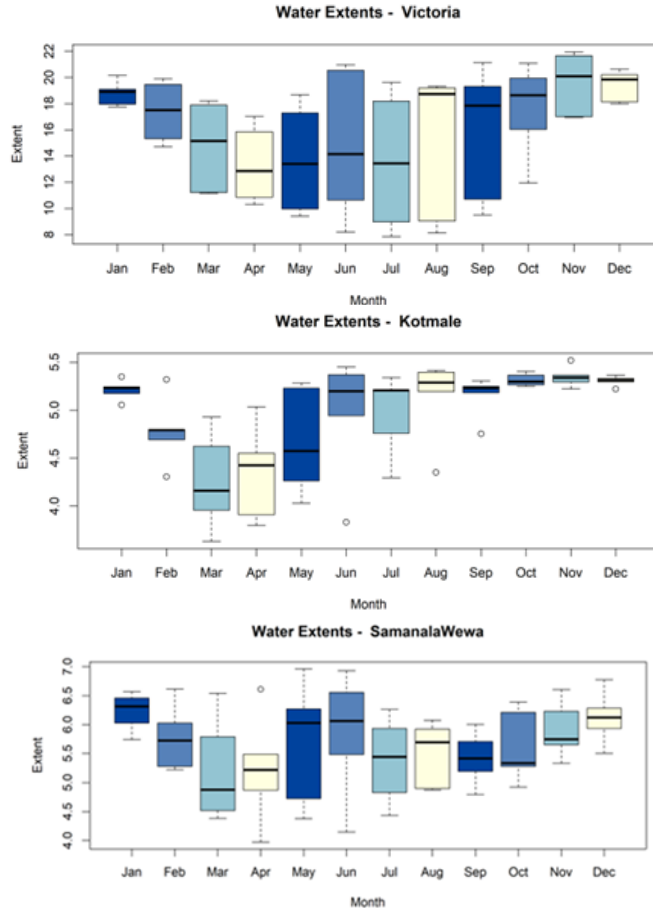 Water Extents - Victoria
Extent
22
20
18
16
14
12
10
8
Jan Feb Mar Apr May Jun Jul Aug Sep Oct Nov Dec
Month
Water Extents - Kotmale
Extent
5.5
5.0
4.5
4.0
Jan Feb Mar Apr May Jun Jul Aug Sep Oct Nov Dec
Month
Water Extents - SamanalaWewa
Extent
7.0
6.5
6.0
5.5
5.0
4.5
4.0
Jan Feb Mar Apr May Jun Jul Aug Sep Oct Nov Dec
Month